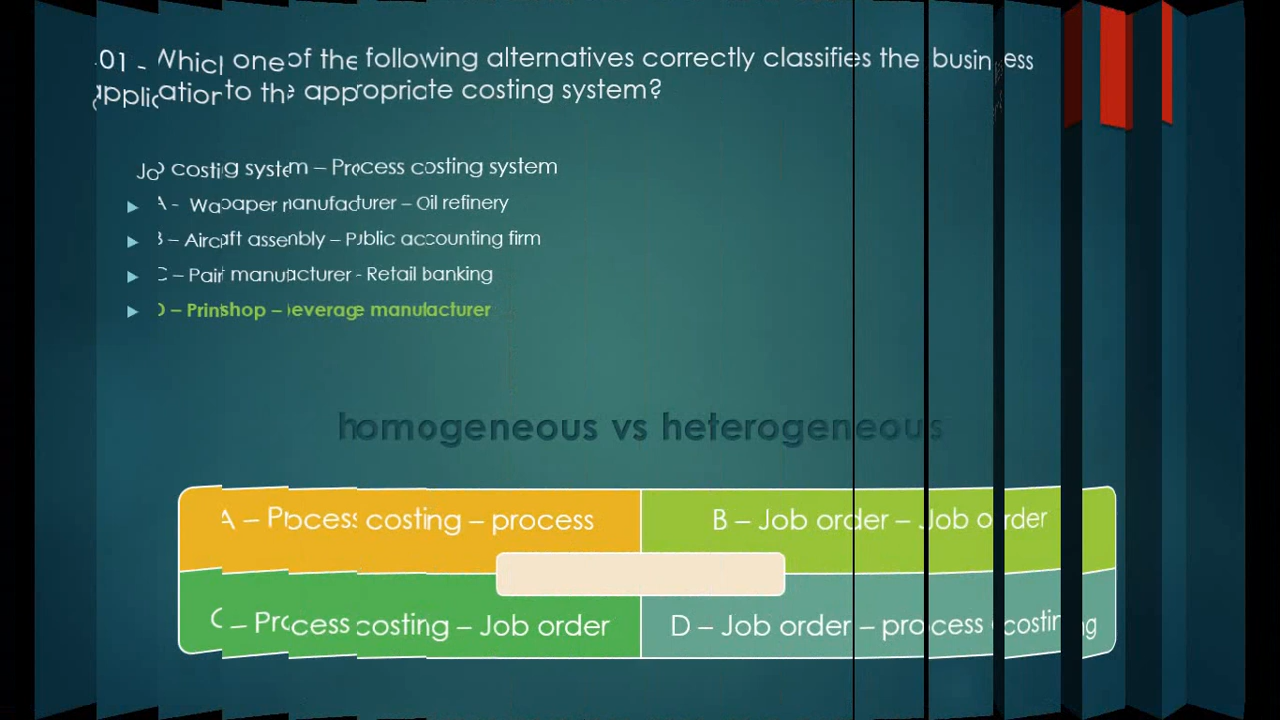 01 - Which one of the following alternatives correctly classifies the business
application to the appropriate costing system?
Job costing system – Process costing system
A - Wallpaper manufacturer – Oil refinery
B – Aircraft assembly – Public accounting firm
C – Paint manufacturer - Retail banking
D – Print shop – Beverage manufacturer
homogeneous vs heterogeneous
A – Process costing – process
B – Job order – Job order
C – Process costing – Job order
D – Job order – process costing